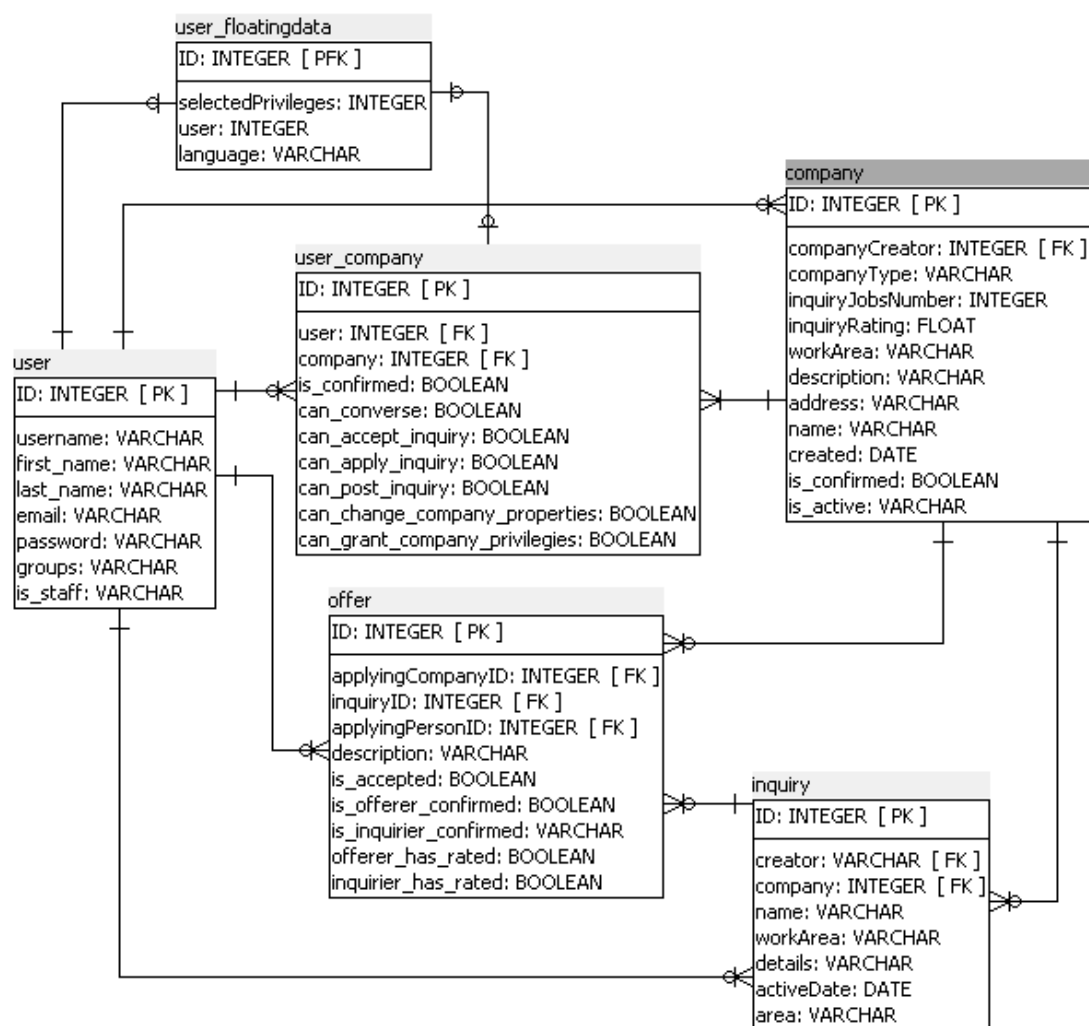 user_floatingdata
ID: INTEGER [ PFK ]
selectedPrivileges: INTEGER
user: INTEGER
language: VARCHAR
company
ID: INTEGER [ PK ]
companyCreator: INTEGER [ FK ]
companyType: VARCHAR
inquiryJobsNumber: INTEGER
inquiryRating: FLOAT
workArea: VARCHAR
description: VARCHAR
address: VARCHAR
name: VARCHAR
created: DATE
is_confirmed: BOOLEAN
is_active: VARCHAR
user_company
ID: INTEGER [ PK ]
user: INTEGER [ FK ]
company: INTEGER [ FK ]
is_confirmed: BOOLEAN
can_converse: BOOLEAN
can_accept_inquiry: BOOLEAN
can_apply_inquiry: BOOLEAN
can_post_inquiry: BOOLEAN
can_change_company_properties: BOOLEAN
can_grant_company_privilegies: BOOLEAN
user
ID: INTEGER [ PK ]
username: VARCHAR
first_name: VARCHAR
last_name: VARCHAR
email: VARCHAR
password: VARCHAR
groups: VARCHAR
is_staff: VARCHAR
offer
ID: INTEGER [ PK ]
applyingCompanyID: INTEGER [ FK ]
inquiryID: INTEGER [ FK ]
applyingPersonID: INTEGER [ FK ]
description: VARCHAR
is_accepted: BOOLEAN
is_offerer_confirmed: BOOLEAN
is_inquirier_confirmed: VARCHAR
offerer_has_rated: BOOLEAN
inquirier_has_rated: BOOLEAN
inquiry
ID: INTEGER [ PK ]
creator: VARCHAR [ FK ]
company: INTEGER [ FK ]
name: VARCHAR
workArea: VARCHAR
details: VARCHAR
activeDate: DATE
area: VARCHAR